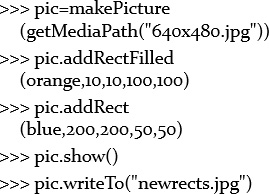 >>> pic=makePicture
(getMediaPath("640x480.jpg"))
>>> pic.addRectFilled
(orange,10,10,100,100)
>>> pic.addRect
(blue,200,200,50,50)
>>> pic.show()
>>> pic.writeTo("newrects.jpg")